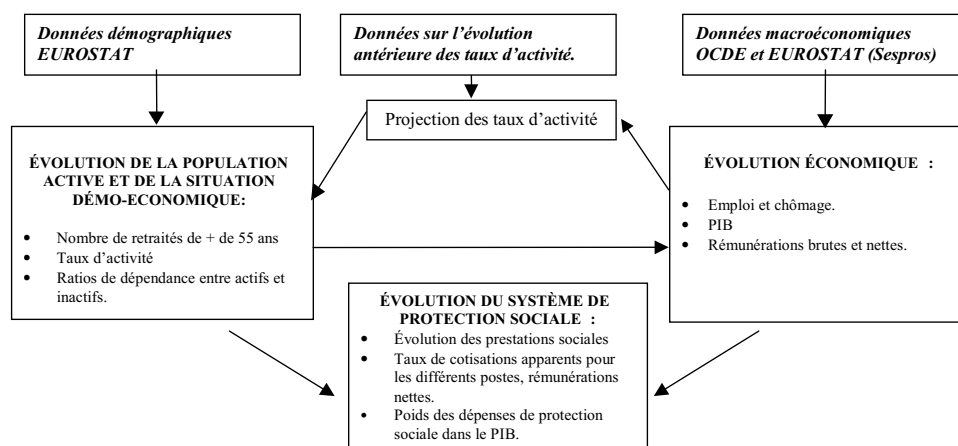 Données démographiques
EUROSTAT
Données sur l’évolution
antérieure des taux d’activité.
Données macroéconomiques
OCDE et EUROSTAT (Sespros)
Projection des taux d’activité
ÉVOLUTION DE LA POPULATION
ACTIVE ET DE LA SITUATION
DÉMO-ECONOMIQUE:
• Nombre de retraités de + de 55 ans
• Taux d’activité
• Ratios de dépendance entre actifs et
inactifs.
ÉVOLUTION ÉCONOMIQUE :
• Emploi et chômage.
• PIB
• Rémunérations brutes et nettes.
ÉVOLUTION DU SYSTÈME DE
PROTECTION SOCIALE :
• Évolution des prestations sociales
• Taux de cotisations apparents pour
les différents postes, rémunérations
nettes.
• Poids des dépenses de protection
sociale dans le PIB.